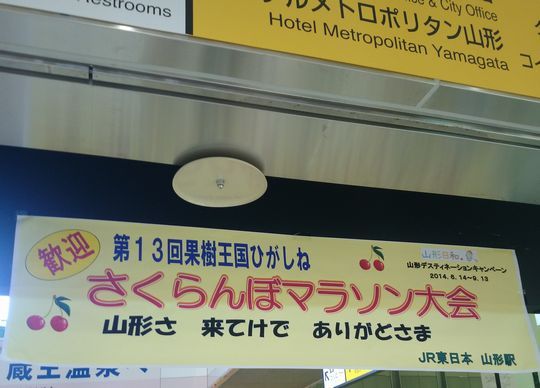 Restrooms
& City Office
ルメトロポリタン山形
Hotel Metropolitan Yamagata
コイ
歓迎
第13回果樹王国ひがしね
さくらんぼマラソン大会
山形さ 来てけで ありがどさま
山形日和。
山形デスティネーションキャンペーン
2014.6.14～9.13
JR東日本 山形駅
蔵王温泉へ